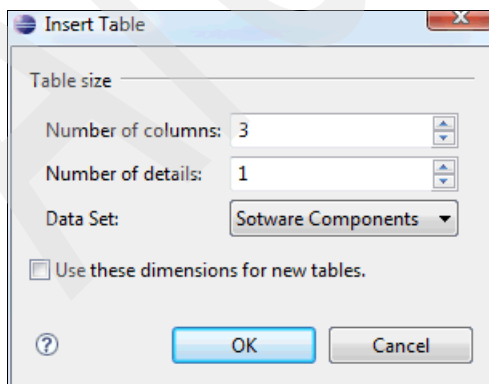 Insert Table
Table size
Number of columns: 3
Number of details: 1
Data Set: Sotware Components
Use these dimensions for new tables.
OK Cancel